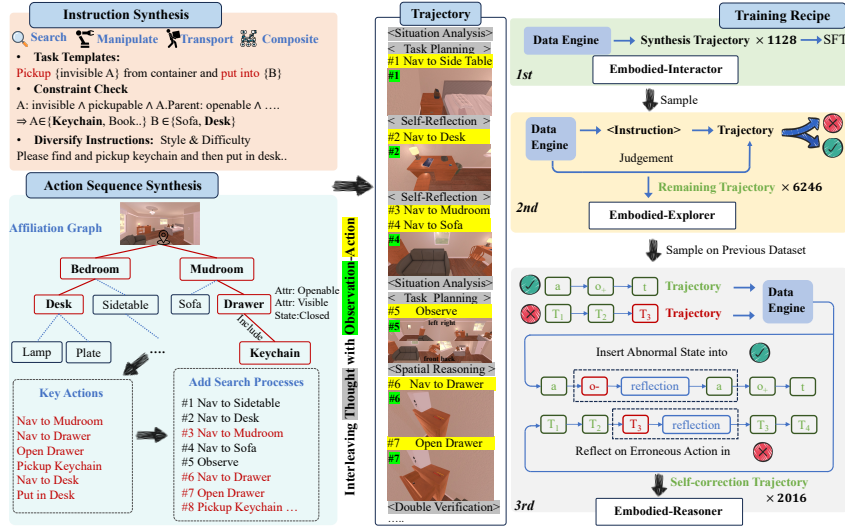 Instruction Synthesis
Search Manipulate Transport Composite
• Task Templates:
Pickup {invisible A} from container and put into {B}
• Constraint Check
A: invisible ∧ pickupable ∧ A.Parent: openable ∧ ….
⇒ A∈{Keychain, Book..} B ∈{Sofa, Desk}
• Diversify Instructions: Style & Difficulty
Please find and pickup keychain and then put in desk..
Action Sequence Synthesis
Affiliation Graph
Bedroom
Mudroom
Desk
Sidetable
Sofa
Drawer
Attr: Openable
Attr: Visible
State:Closed
Include
Lamp
Plate
….
Keychain
Key Actions
Nav to Mudroom
Nav to Drawer
Open Drawer
Pickup Keychain
Nav to Desk
Put in Desk
Add Search Processes
#1 Nav to Sidetable
#2 Nav to Desk
#3 Nav to Mudroom
#4 Nav to Sofa
#5 Observe
#6 Nav to Drawer
#7 Open Drawer
#8 Pickup Keychain …
Interleaving Thought with Observation-Action
Trajectory
<Situation Analysis>
< Task Planning >
#1 Nav to Side Table
#1
< Self-Reflection >
#2 Nav to Desk
#2
< Self-Reflection >
#3 Nav to Mudroom
#4 Nav to Sofa
#4
<Situation Analysis>
< Task Planning >
#5 Observe
#5
left right
front back
<Spatial Reasoning >
#6 Nav to Drawer
#6
#7 Open Drawer
#7
<Double Verification>
…..
Training Recipe
Data Engine
Synthesis Trajectory × 1128
SFT
1st
Embodied-Interactor
Sample
Data Engine
<Instruction>
Trajectory
Judgement
Remaining Trajectory × 6246
2nd
Embodied-Explorer
Sample on Previous Dataset
a o+ t Trajectory
T1 T2 T3 Trajectory
Data Engine
Insert Abnormal State into
a o- reflection a o+ t
T1 T2 T3 reflection T3 T4
Reflect on Erroneous Action in
Self-correction Trajectory
× 2016
3rd
Embodied-Reasoner